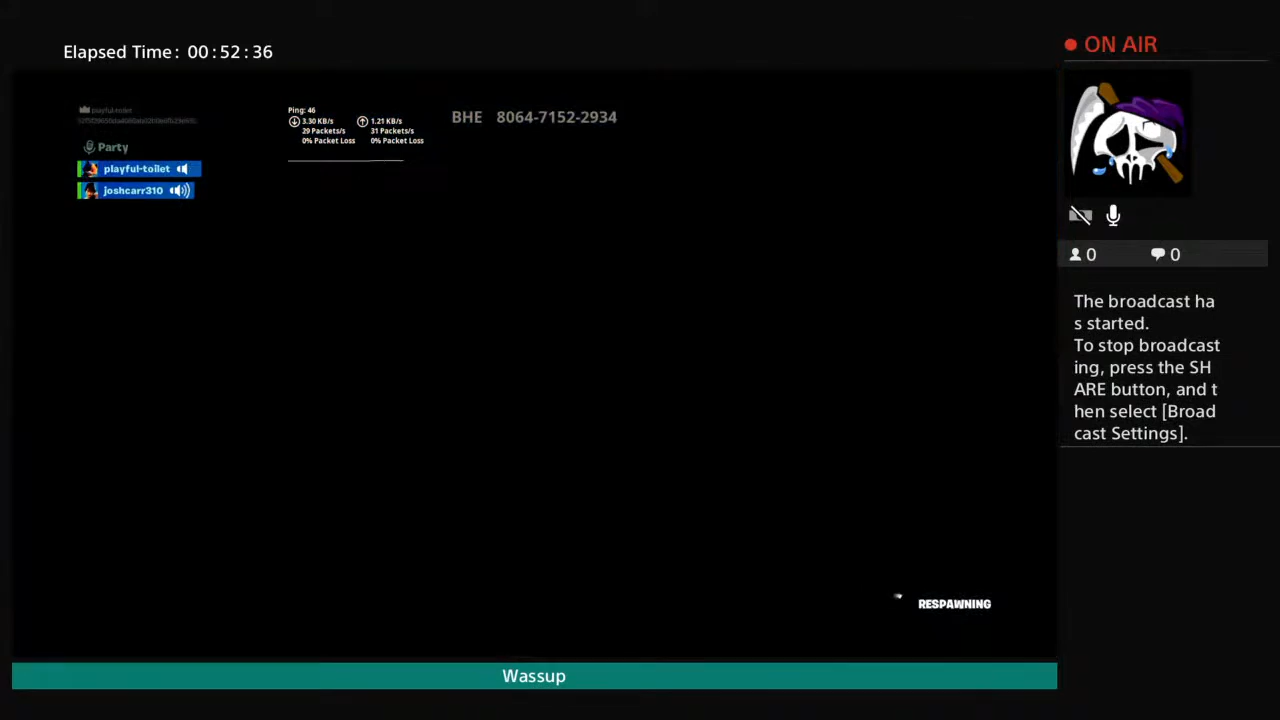 Elapsed Time: 00:52:36
ON AIR
playful-toilet
Ping: 46
3.30 KB/s 1.21 KB/s
29 Packets/s 31 Packets/s
0% Packet Loss 0% Packet Loss
BHE 8064-7152-2934
Party
playful-toilet
joshcarr310
0 0
The broadcast ha
s started.
To stop broadcast
ing, press the SH
ARE button, and t
hen select [Broad
cast Settings].
RESPAWNING
Wassup